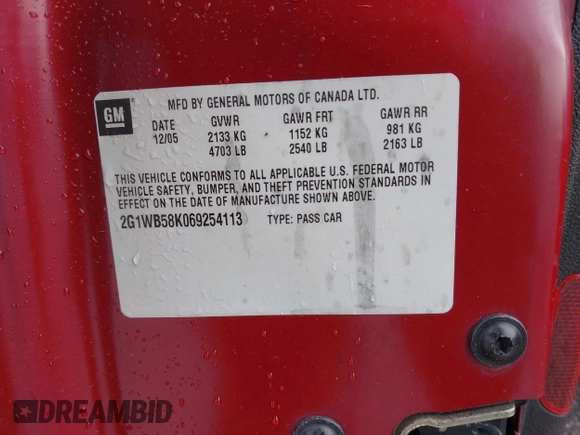 GM
MFD BY GENERAL MOTORS OF CANADA LTD.
DATE GVWR GAWR FRT GAWR RR
12/05 2133 KG 1152 KG 981 KG
4703 LB 2540 LB 2163 LB
THIS VEHICLE CONFORMS TO ALL APPLICABLE U.S. FEDERAL MOTOR
VEHICLE SAFETY, BUMPER, AND THEFT PREVENTION STANDARDS IN
EFFECT ON THE DATE OF MANUFACTURE SHOWN ABOVE.
2G1WB58K069254113 TYPE: PASS CAR
DREAMBID